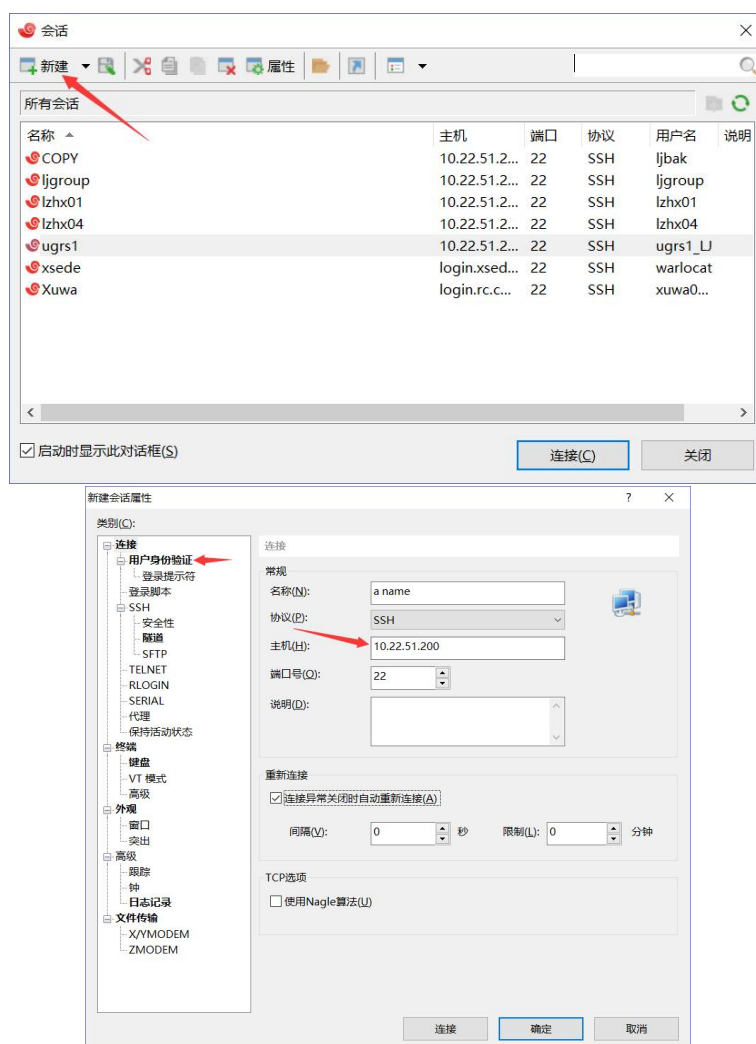 会话
新建 属性
所有会话
名称 主机 端口 协议 用户名 说明
COPY 10.22.51.2... 22 SSH ljbak
ljgroup 10.22.51.2... 22 SSH ljgroup
lzhx01 10.22.51.2... 22 SSH lzhx01
lzhx04 10.22.51.2... 22 SSH lzhx04
ugrs1 10.22.51.2... 22 SSH ugrs1_LJ
xsede login.xsed... 22 SSH warlocat
Xuwa login.rc.c... 22 SSH xuwa0...
启动时显示此对话框(S) 连接(C) 关闭
新建会话属性 ?
类别(C):
连接
用户身份验证
登录提示符
登录脚本
SSH
安全性
隧道
SFTP
TELNET
RLOGIN
SERIAL
代理
保持活动状态
终端
键盘
VT 模式
高级
外观
窗口
突出
高级
跟踪
钟
日志记录
文件传输
X/YMODEM
ZMODEM
连接
常规
名称(N): a name
协议(P): SSH
主机(H): 10.22.51.200
端口号(O): 22
说明(D):
重新连接
连接异常关闭时自动重新连接(A)
间隔(V): 0 秒 限制(L): 0 分钟
TCP选项
使用Nagle算法(U)
连接 确定 取消